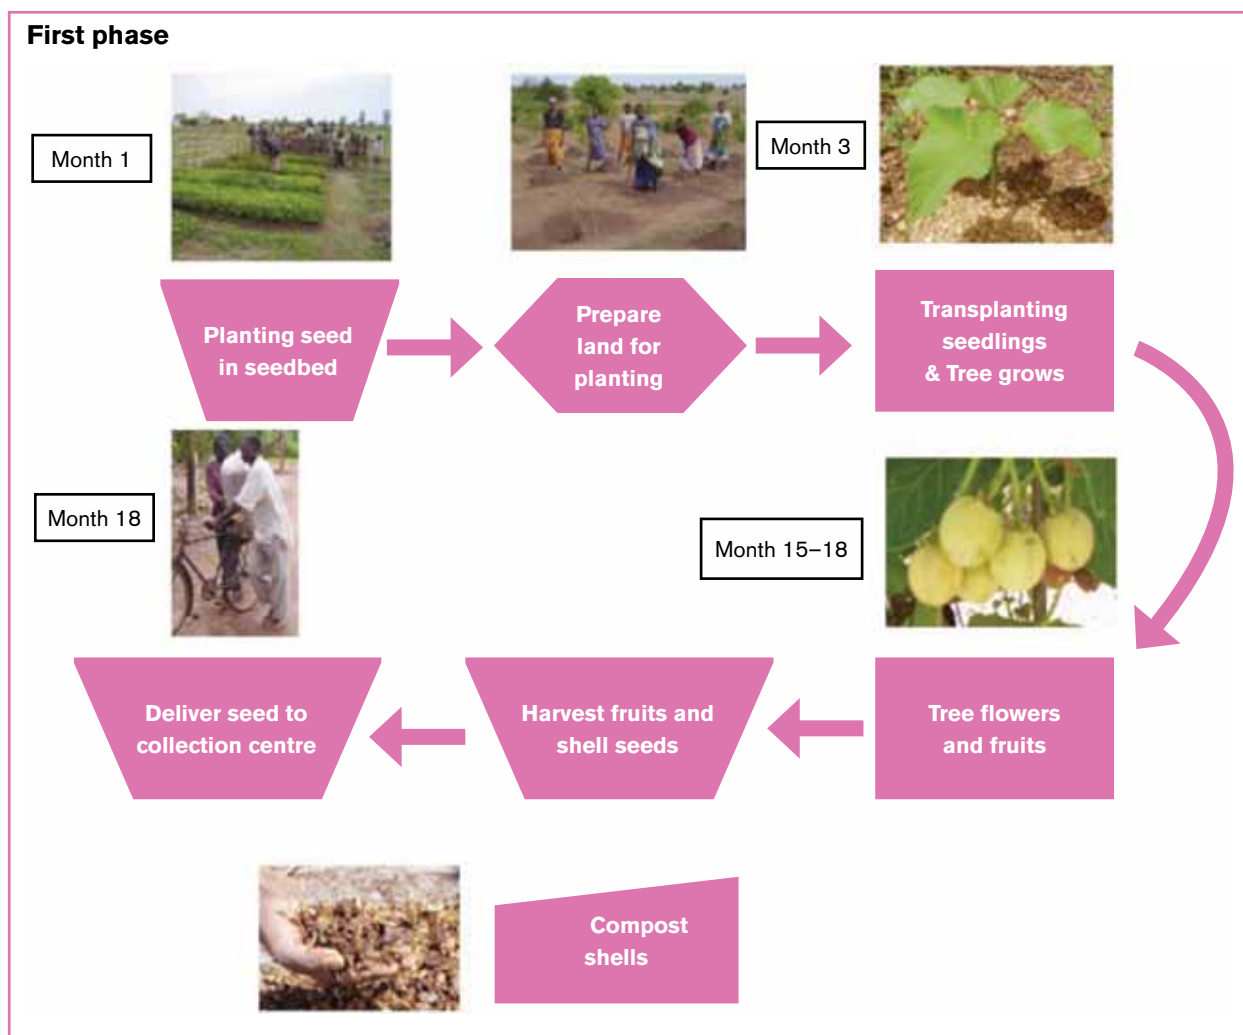 First phase
Month 1
Month 3
Planting seed
in seedbed
Prepare
land for
planting
Transplanting
seedlings
& Tree grows
Month 18
Month 15–18
Deliver seed to
collection centre
Harvest fruits and
shell seeds
Tree flowers
and fruits
Compost
shells